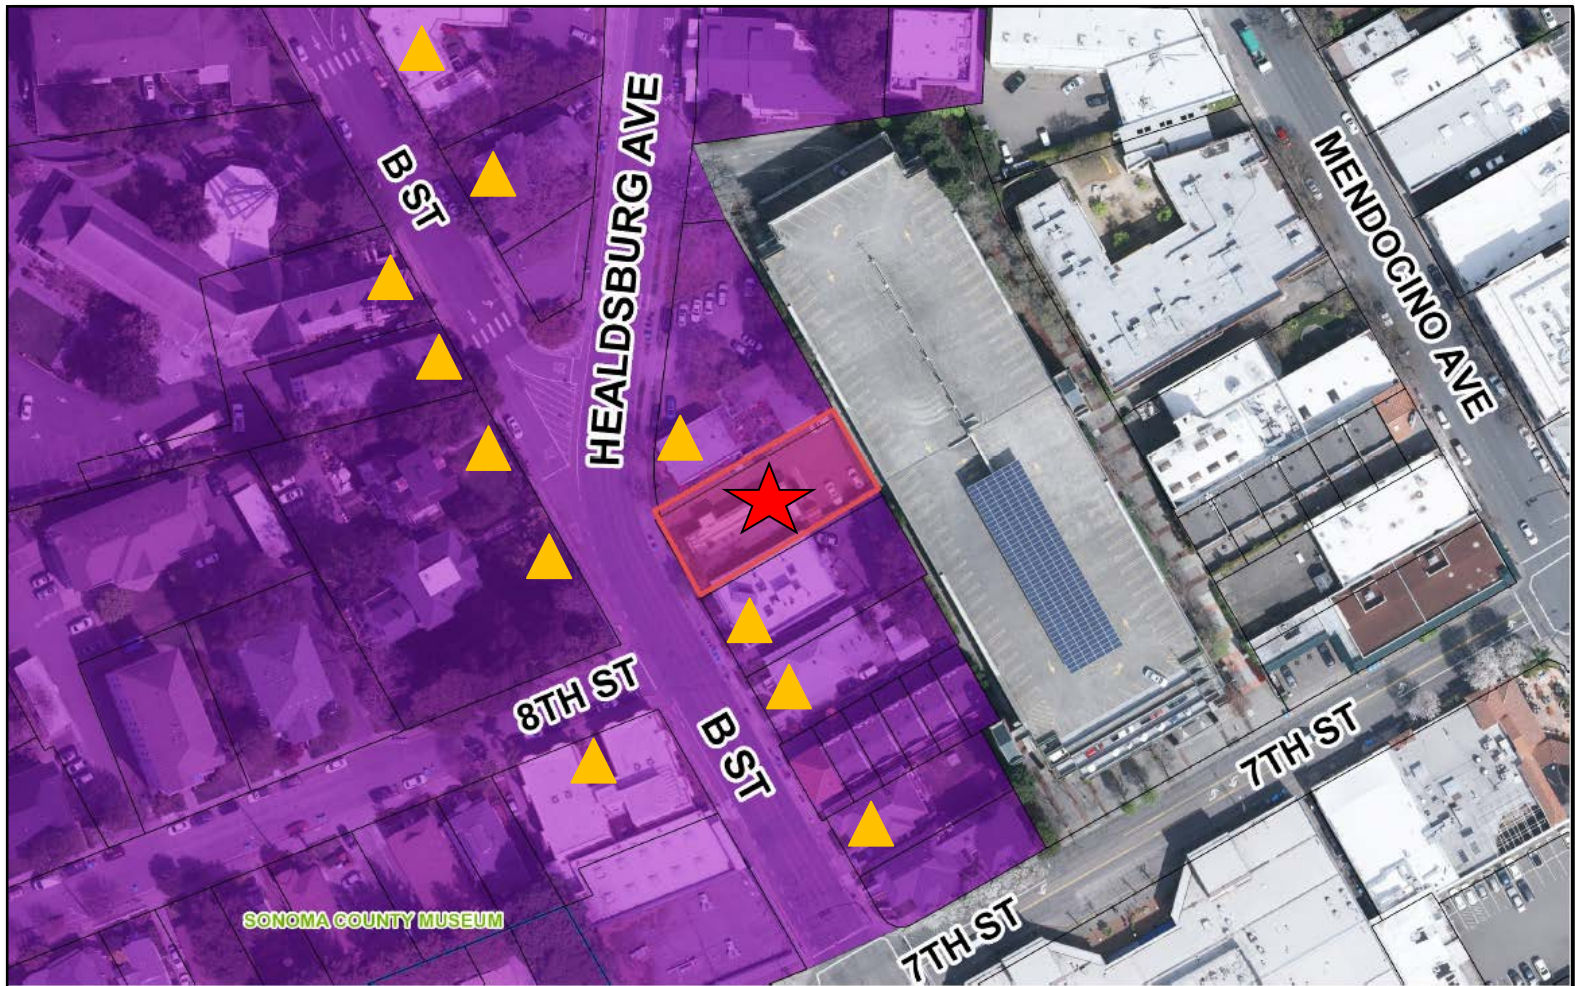 B ST
HEALDSBURG AVE
MENDOCINO AVE
8TH ST
B ST
7TH ST
SONOMA COUNTY MUSEUM
7TH ST